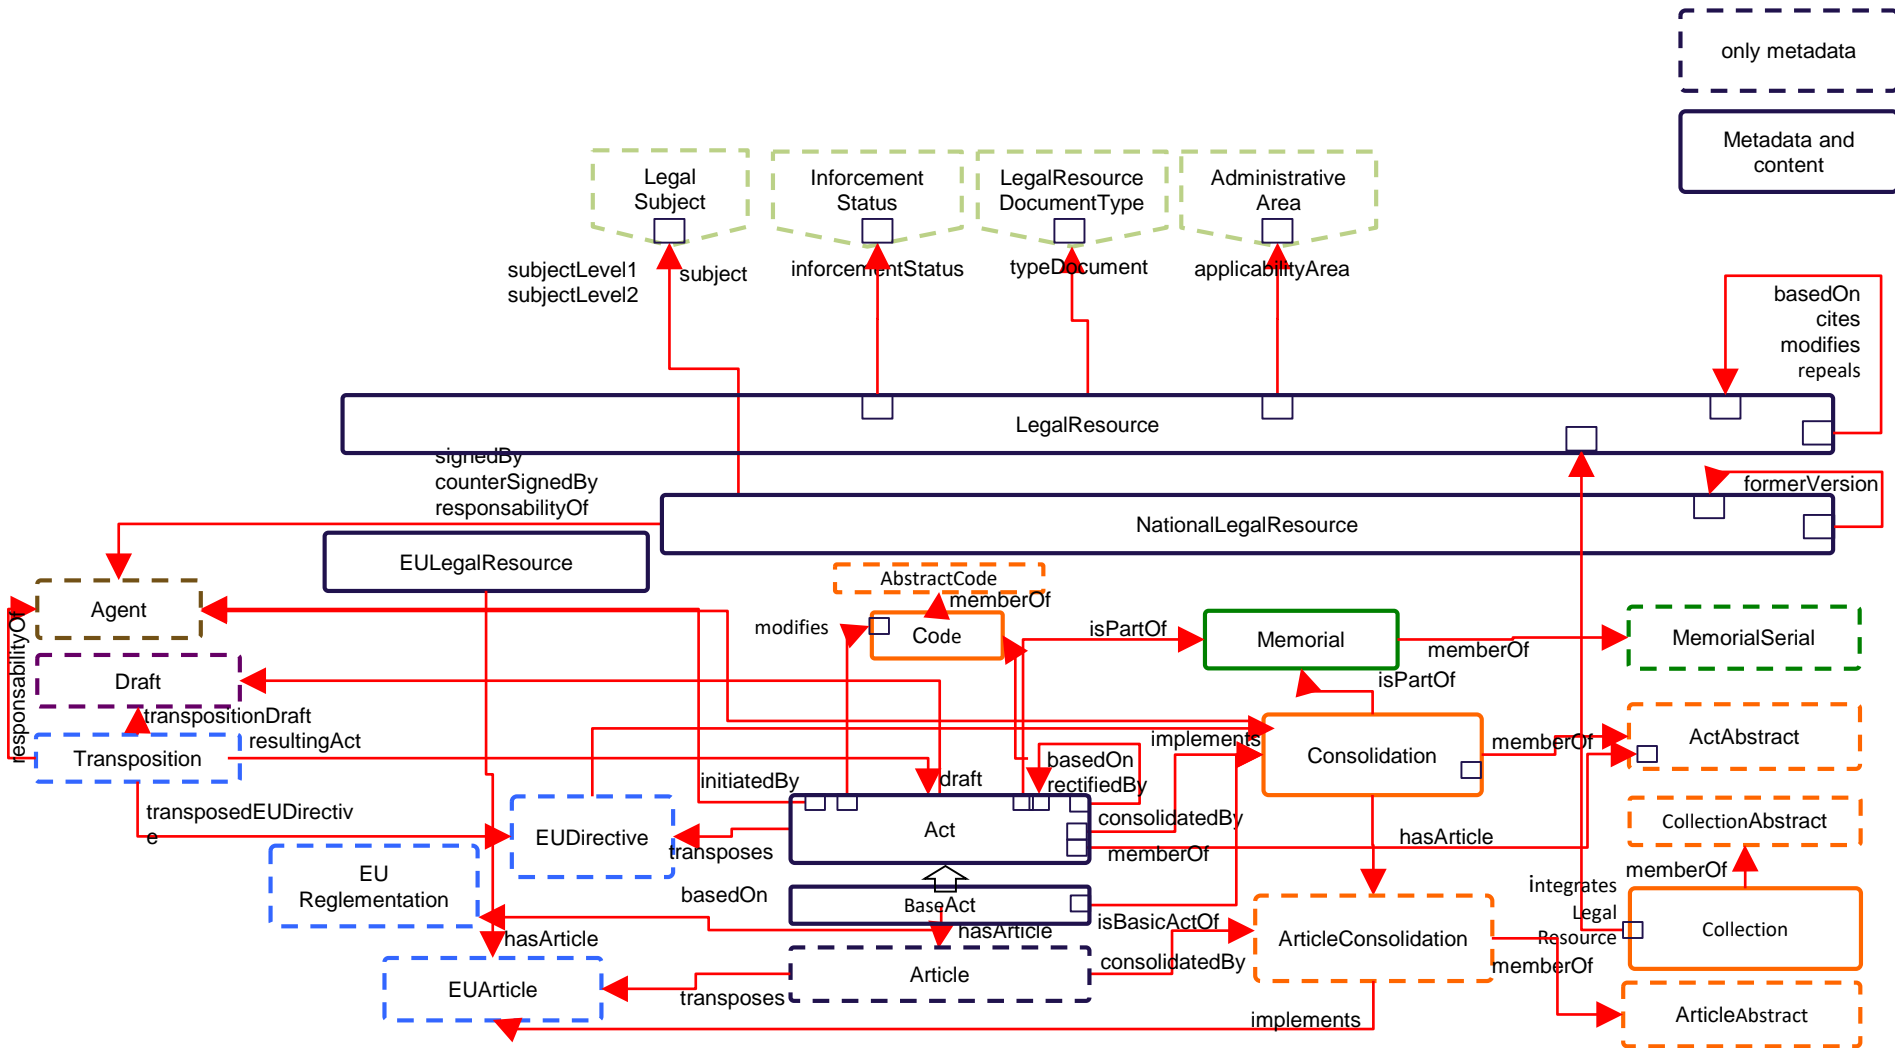 only metadata
Metadata and
content
Legal
Subject
Inforcement
Status
LegalResource
DocumentType
Administrative
Area
subjectLevel1
subjectLevel2
subject
inforcementStatus
typeDocument
applicabilityArea
basedOn
cites
modifies
repeals
LegalResource
signedBy
counterSignedBy
responsabilityOf
formerVersion
NationalLegalResource
EULegalResource
AbstractCode
memberOf
Agent
responsabilityOf
modifies
Code
isPartOf
Memorial
memberOf
MemorialSerial
Draft
isPartOf
transpositionDraft
resultingAct
Transposition
implements
Consolidation
memberOf
ActAbstract
initiatedBy
draft
basedOn
rectifiedBy
transposedEUDirectiv
e
EUDirective
transposes
Act
consolidatedBy
memberOf
hasArticle
CollectionAbstract
memberOf
EU
Reglementation
basedOn
BaseAct
isBasicActOf
integrates
Legal
Resource
Collection
hasArticle
hasArticle
ArticleConsolidation
memberOf
EUArticle
transposes
Article
consolidatedBy
implements
ArticleAbstract